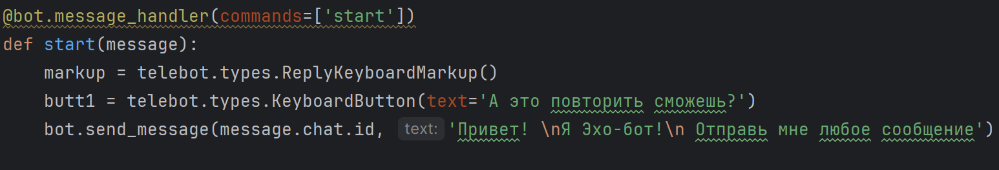 @bot.message_handler(commands=['start'])
def start(message):
    markup = telebot.types.ReplyKeyboardMarkup()
    butt1 = telebot.types.KeyboardButton(text='А это повторить сможешь?')
    bot.send_message(message.chat.id, text: 'Привет! \nЯ Эхо-бот!\n Отправь мне любое сообщение')